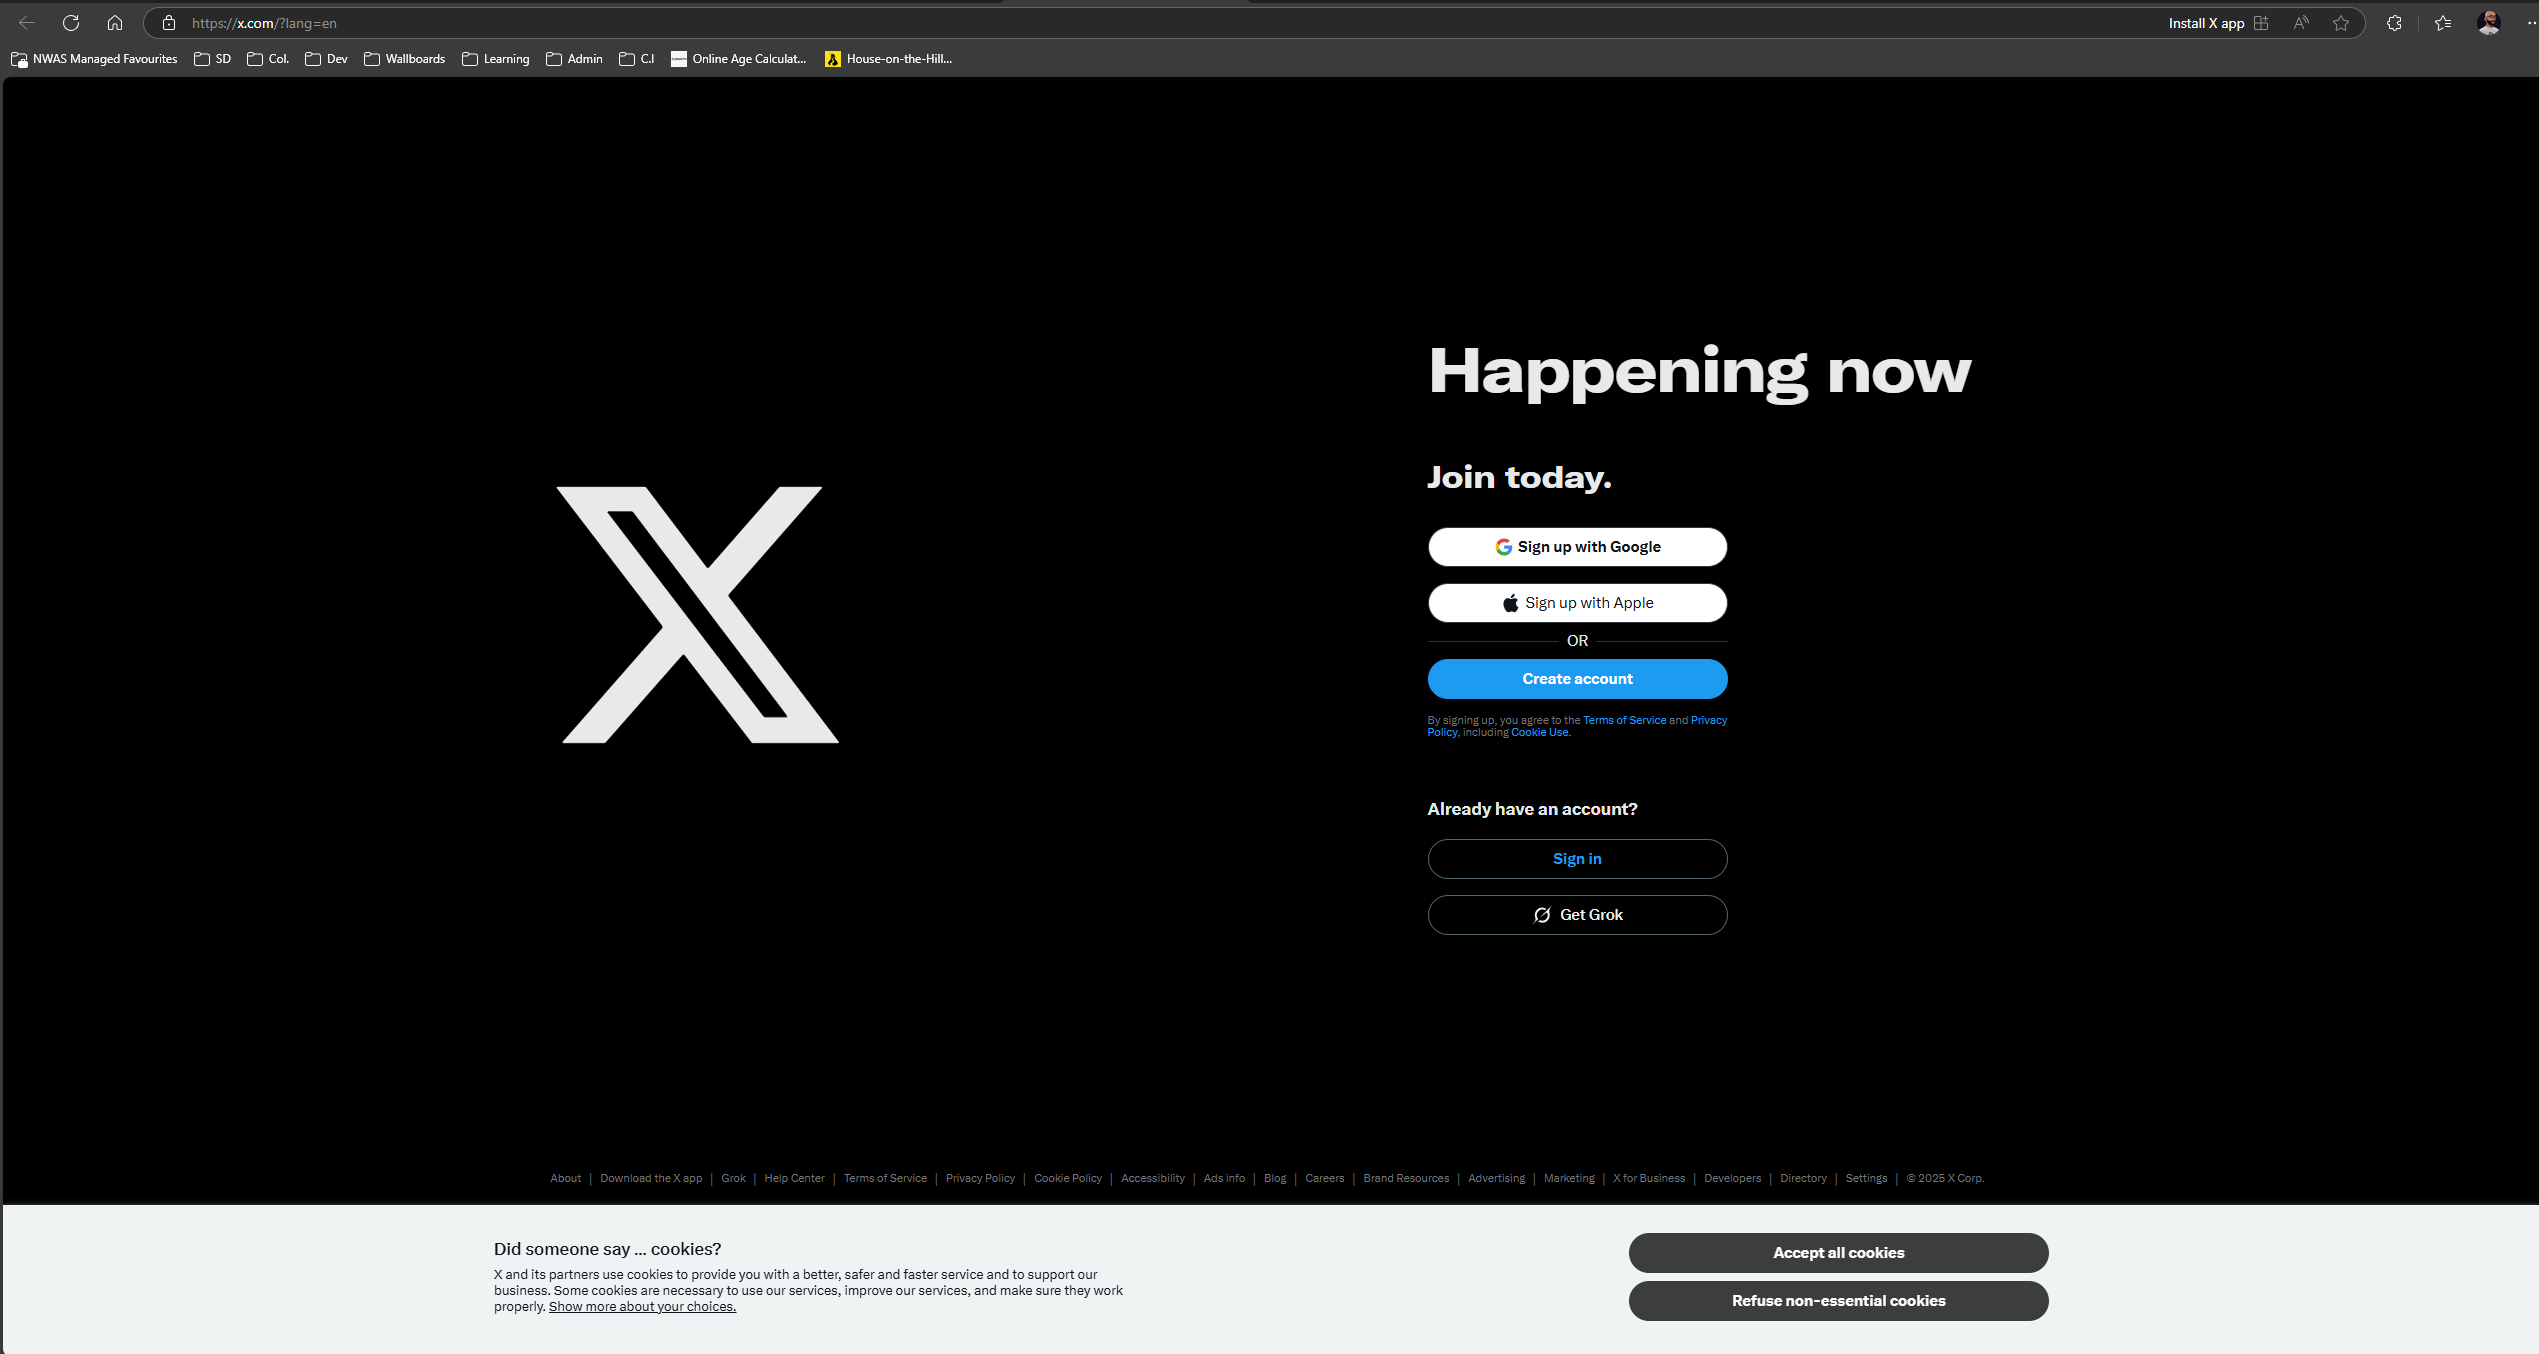 https://x.com/?lang=en
Install X app
NWAS Managed Favourites
SD
Col.
Dev
Wallboards
Learning
Admin
C.I
Online Age Calculat...
House-on-the-Hill...
Happening now
Join today.
Sign up with Google
Sign up with Apple
OR
Create account
By signing up, you agree to the Terms of Service and Privacy
Policy, including Cookie Use.
Already have an account?
Sign in
Get Grok
About | Download the X app | Grok | Help Center | Terms of Service | Privacy Policy | Cookie Policy | Accessibility | Ads info | Blog | Careers | Brand Resources | Advertising | Marketing | X for Business | Developers | Directory | Settings | © 2025 X Corp.
Did someone say ... cookies?
X and its partners use cookies to provide you with a better, safer and faster service and to support our
business. Some cookies are necessary to use our services, improve our services, and make sure they work
properly. Show more about your choices.
Accept all cookies
Refuse non-essential cookies